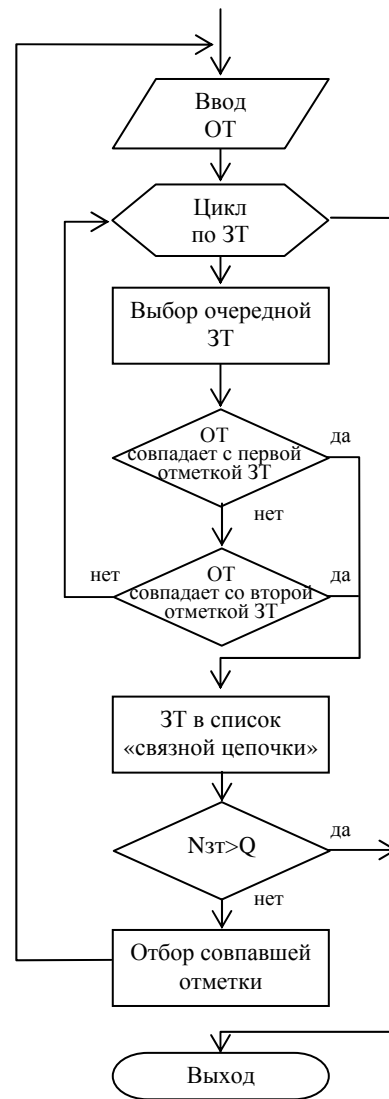 Ввод
ОТ
Цикл
по ЗТ
Выбор очередной
ЗТ
ОТ
совпадает с первой
отметкой ЗТ
да
нет
ОТ
совпадает со второй
отметкой ЗТ
нет
да
ЗТ в список
«связной цепочки»
Nзт>Q
да
нет
Отбор совпавшей
отметки
Выход